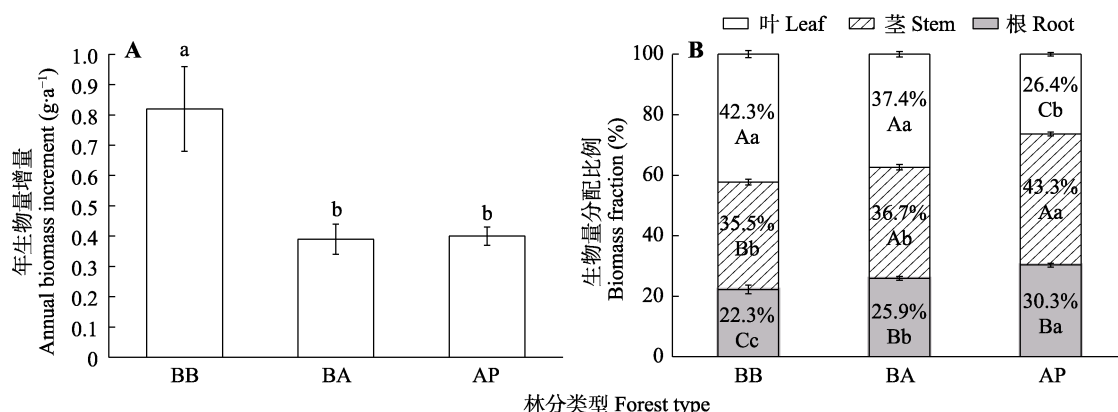 叶 Leaf 茎 Stem 根 Root
A
B
年生物量增量
Annual biomass increment (g·a⁻¹)
1.0
0.9
0.8
0.7
0.6
0.5
0.4
0.3
0.2
0.1
0
a
b
b
BB BA AP
生物量分配比例
Biomass fraction (%)
100
80
60
40
20
0
42.3%
Aa
35.5%
Bb
22.3%
Cc
37.4%
Aa
36.7%
Ab
25.9%
Bb
26.4%
Cb
43.3%
Aa
30.3%
Ba
BB BA AP
林分类型 Forest type